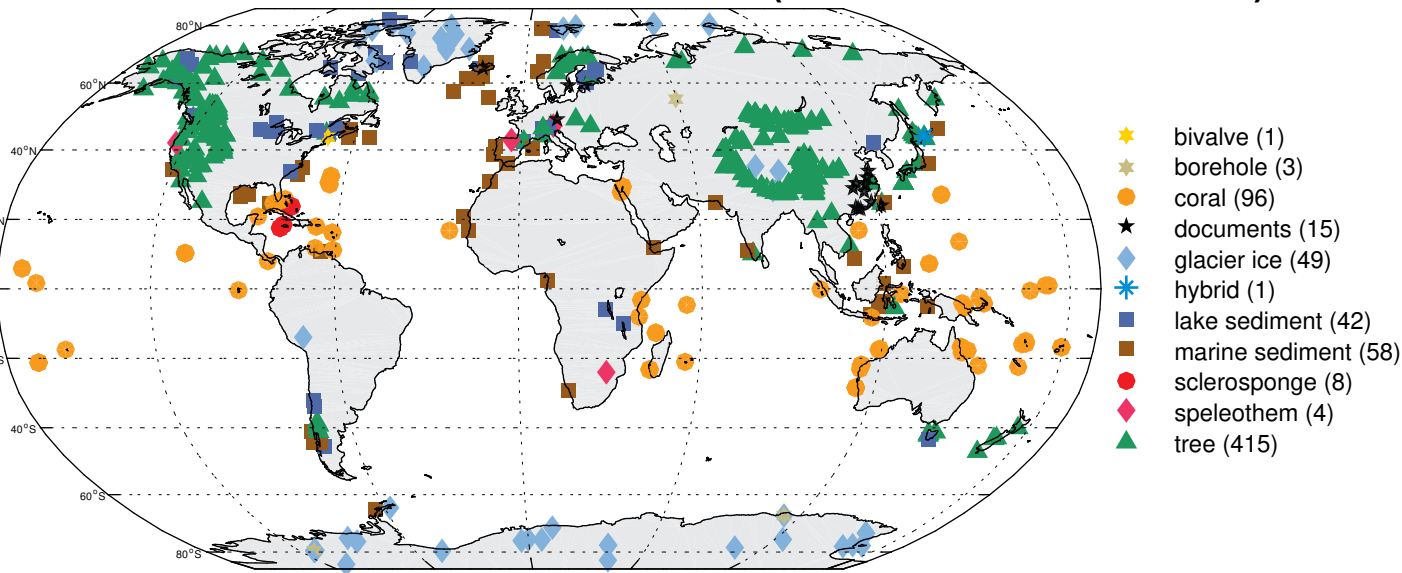 80°N
60°N
40°N
N
S
40°S
60°S
80°S
bivalve (1)
borehole (3)
coral (96)
documents (15)
glacier ice (49)
hybrid (1)
lake sediment (42)
marine sediment (58)
sclerosponge (8)
speleothem (4)
tree (415)